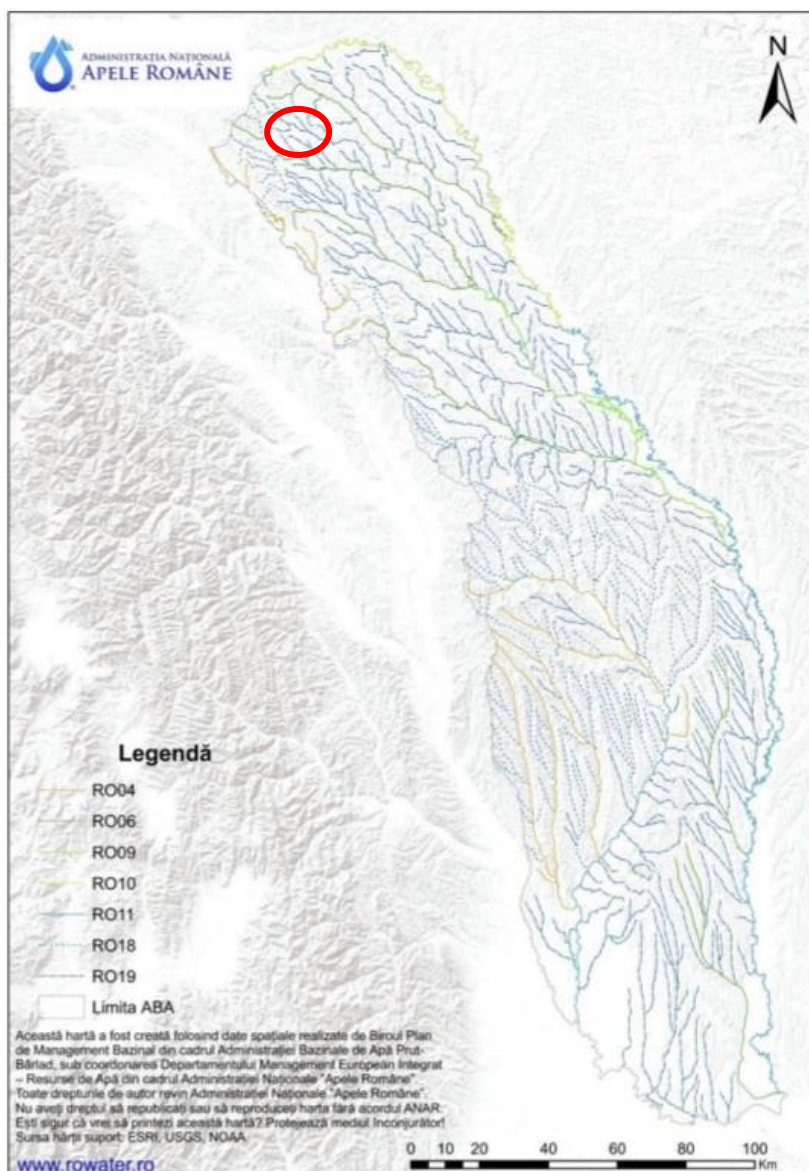 ADMINISTRAȚIA NAȚIONALĂ
APELE ROMÂNE
N
Legendă
RO04
RO06
RO09
RO10
RO11
RO18
RO19
Limita ABA
Această hartă a fost creată folosind date spațiale realizate de Biroul Plan
de Management Bazinal din cadrul Administrației Bazinale de Apă Prut-
Bârlad, sub coordonarea Departamentului Management European Integrat
– Resurse de Apă din cadrul Administrației Naționale "Apele Române".
Toate drepturile de autor revin Administrației Naționale "Apele Române".
Nu aveți dreptul să republicați sau să reproduceți harta fără acordul ANAR.
Ești sigur că vrei să printezi această hartă? Protejează mediul înconjurător!
Sursa hărții suport: ESRI, USGS, NOAA
www.rowater.ro
0 10 20 40 60 80 100
Km